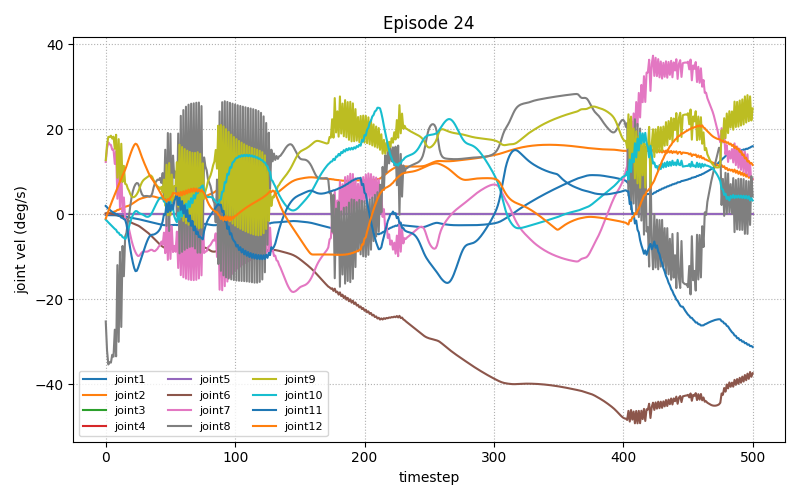 Episode 24
joint vel (deg/s)
40
20
0
−20
−40
joint1 joint5 joint9
joint2 joint6 joint10
joint3 joint7 joint11
joint4 joint8 joint12
0 100 200 300 400 500
timestep